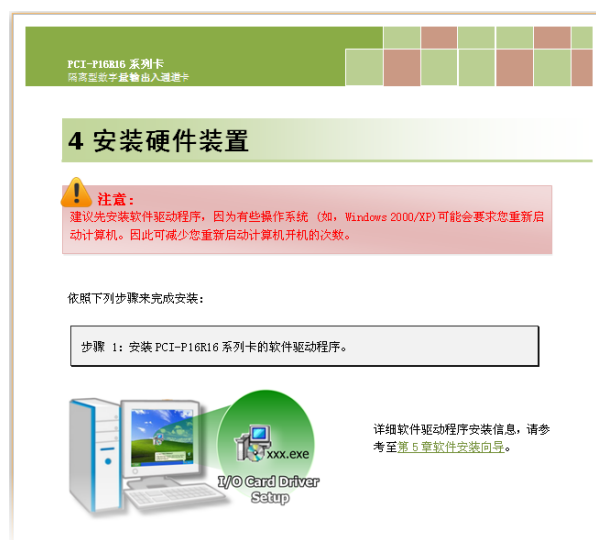 PCI-P16R16 系列卡
隔离型数字量输出入通道卡
4 安装硬件装置
注意：
建议先安装软件驱动程序，因为有些操作系统 (如，Windows 2000/XP)可能会要求您重新启
动计算机。因此可减少您重新启动计算机开机的次数。
依照下列步骤来完成安装：
步骤 1：安装 PCI-P16R16 系列卡的软件驱动程序。
详细软件驱动程序安装信息，请参
考至第 5 章软件安装向导。
xxx.exe
I/O Card Driver
Setup